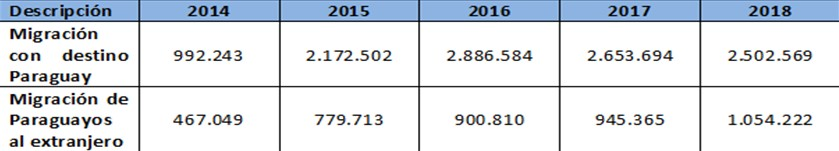 Descripción 2014 2015 2016 2017 2018
Migración
con destino 992.243 2.172.502 2.886.584 2.653.694 2.502.569
Paraguay
Migración de
Paraguayos 467.049 779.713 900.810 945.365 1.054.222
al extranjero